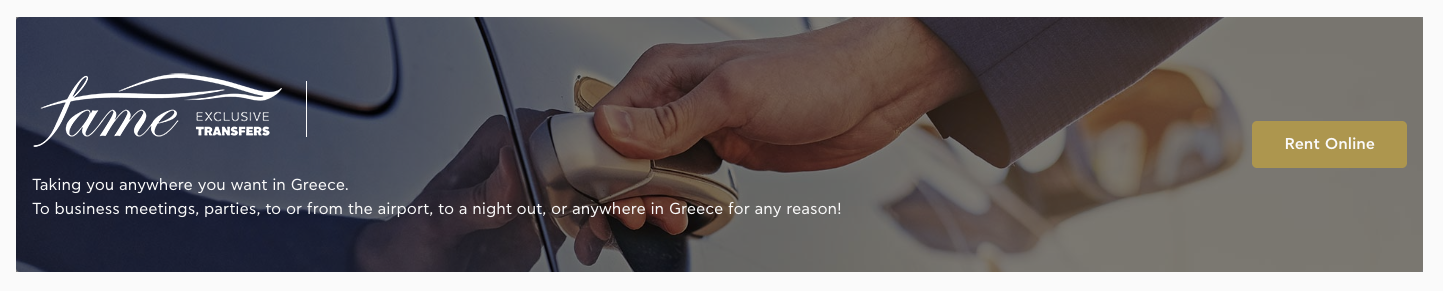 fame EXCLUSIVE
TRANSFERS
Taking you anywhere you want in Greece.
To business meetings, parties, to or from the airport, to a night out, or anywhere in Greece for any reason!
Rent Online